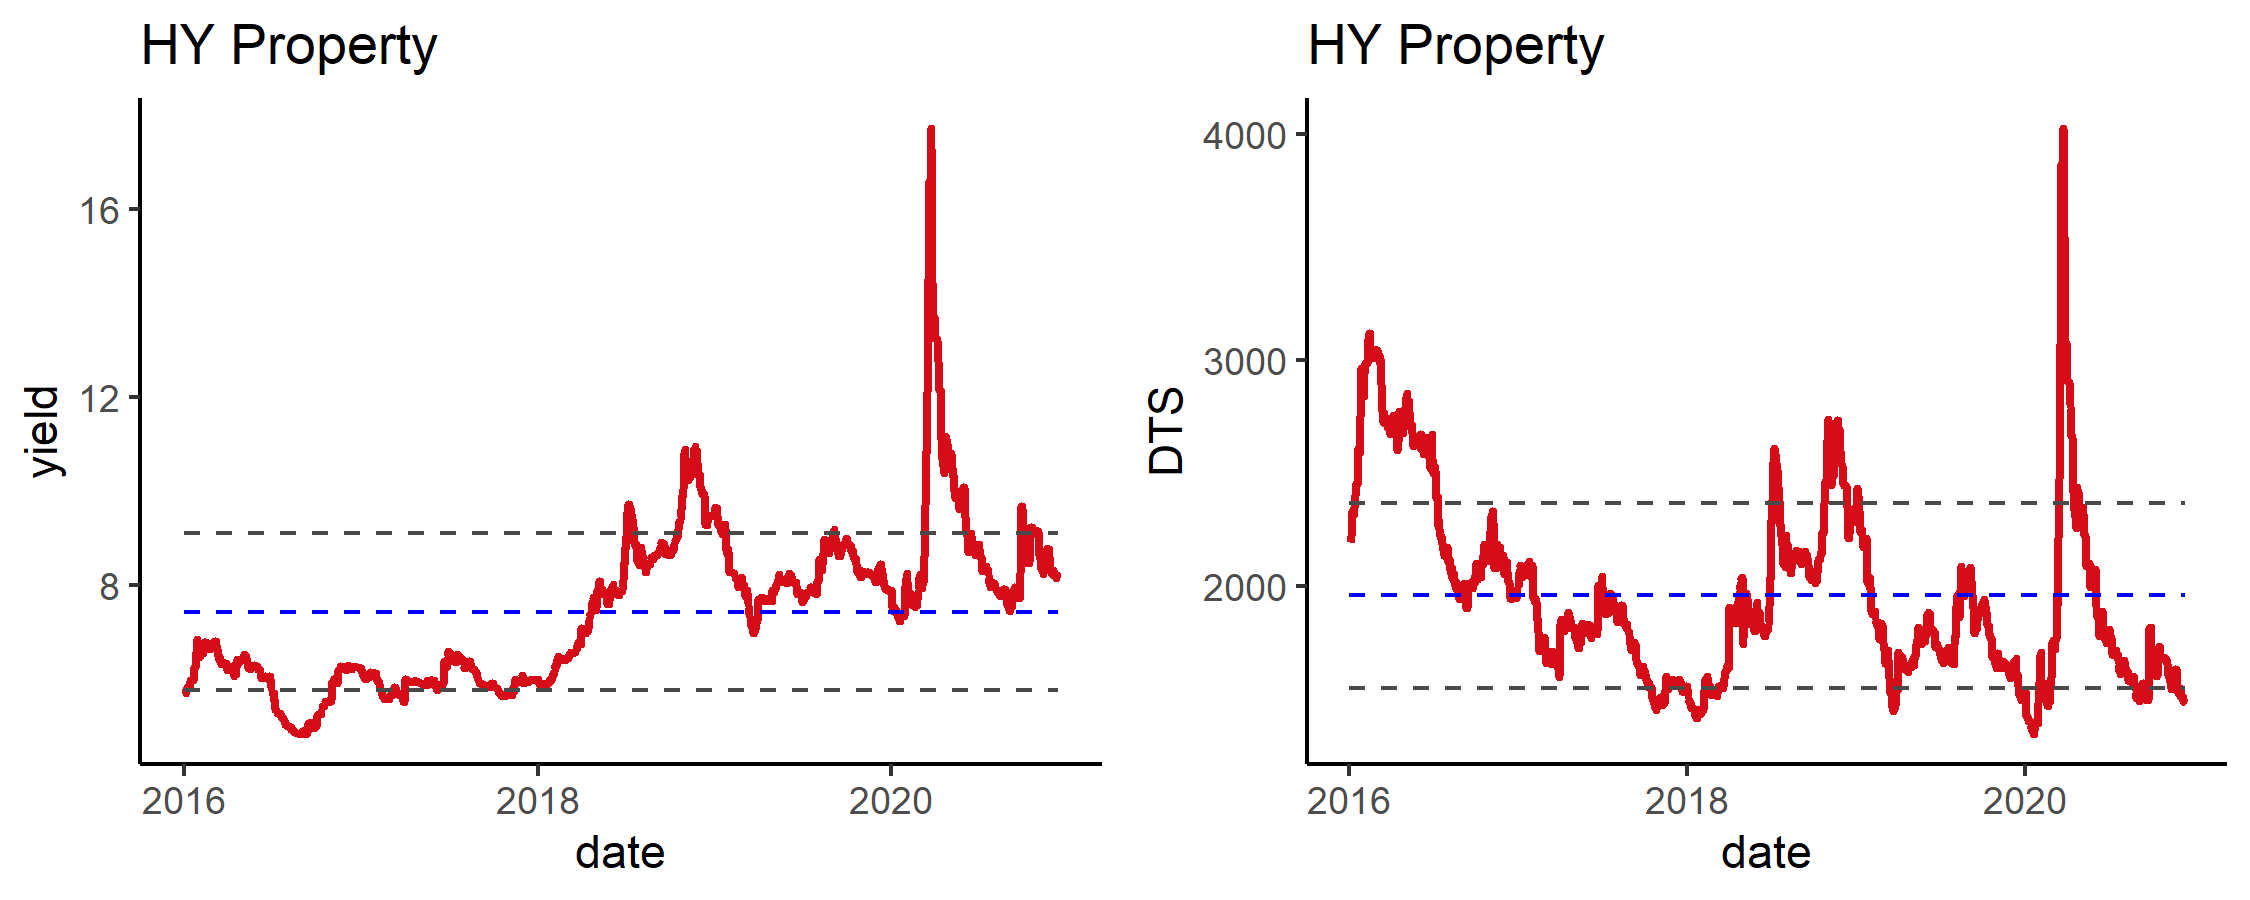 HY Property
yield
16
12
8
2016 2018 2020
date
HY Property
DTS
4000
3000
2000
2016 2018 2020
date